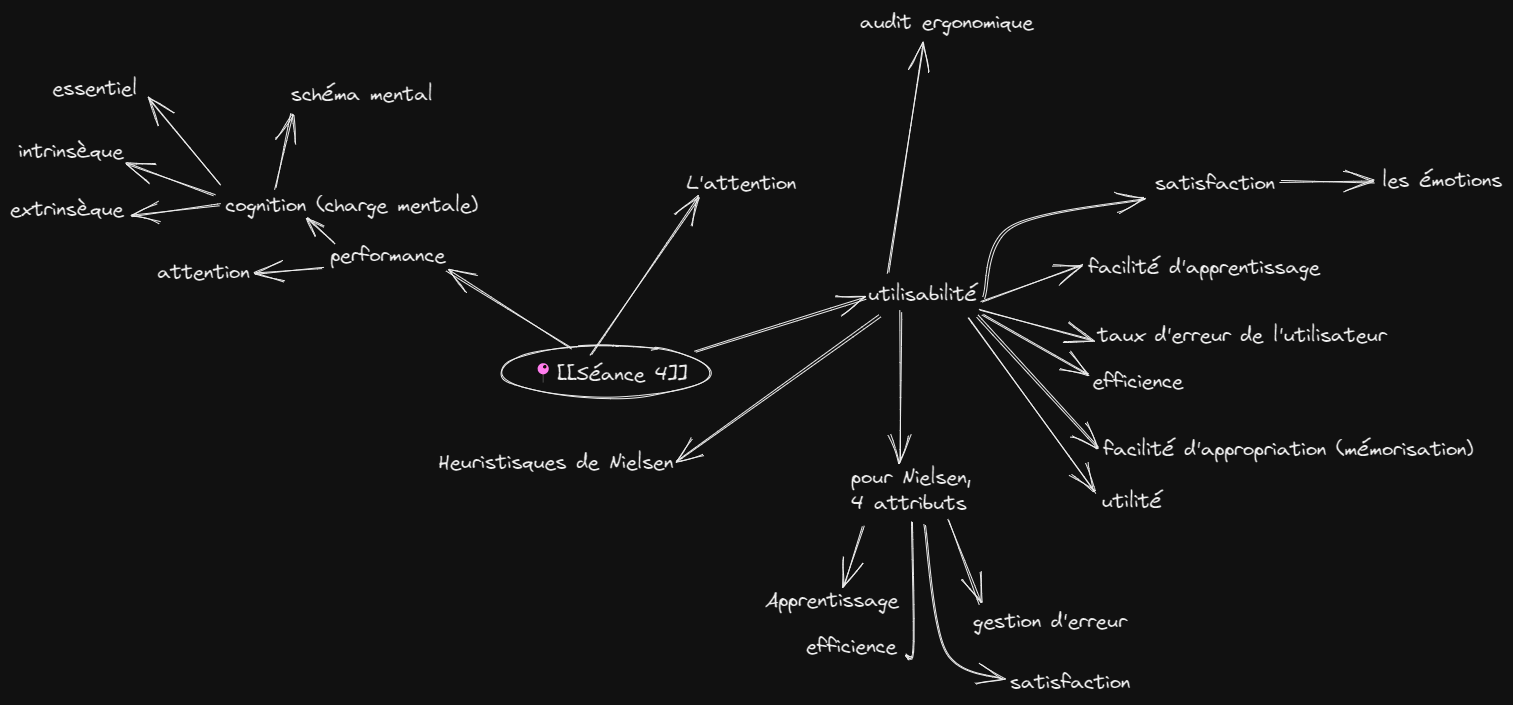 audit ergonomique
essentiel
schéma mental
intrinsèque
L'attention
satisfaction
les émotions
extrinsèque
cognition (charge mentale)
performance
attention
facilité d'apprentissage
utilisabilité
taux d'erreur de l'utilisateur
[[Séance 4]]
efficience
facilité d'appropriation (mémorisation)
Heuristisques de Nielsen
pour Nielsen,
4 attributs
utilité
Apprentissage
gestion d'erreur
efficience
satisfaction